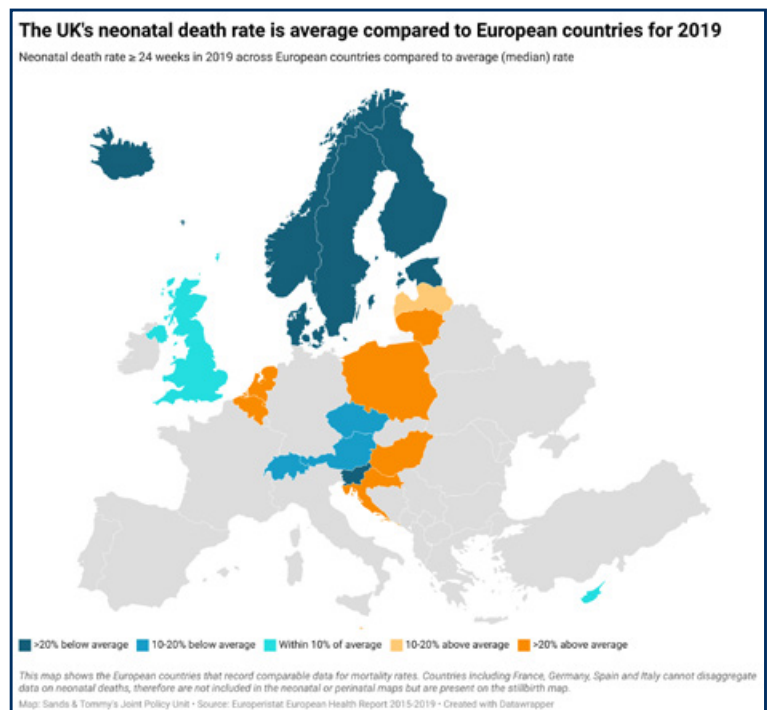 The UK's neonatal death rate is average compared to European countries for 2019
Neonatal death rate ≥ 24 weeks in 2019 across European countries compared to average (median) rate
>20% below average 10-20% below average Within 10% of average 10-20% above average >20% above average
This map shows the European countries that record comparable data for mortality rates. Countries including France, Germany, Spain and Italy cannot disaggregate
data on neonatal deaths, therefore are not included in the neonatal or perinatal maps but are present on the stillbirth map.
Map: Sands & Tommy's Joint Policy Unit • Source: Euperistat European Health Report 2015-2019 • Created with Datawrapper